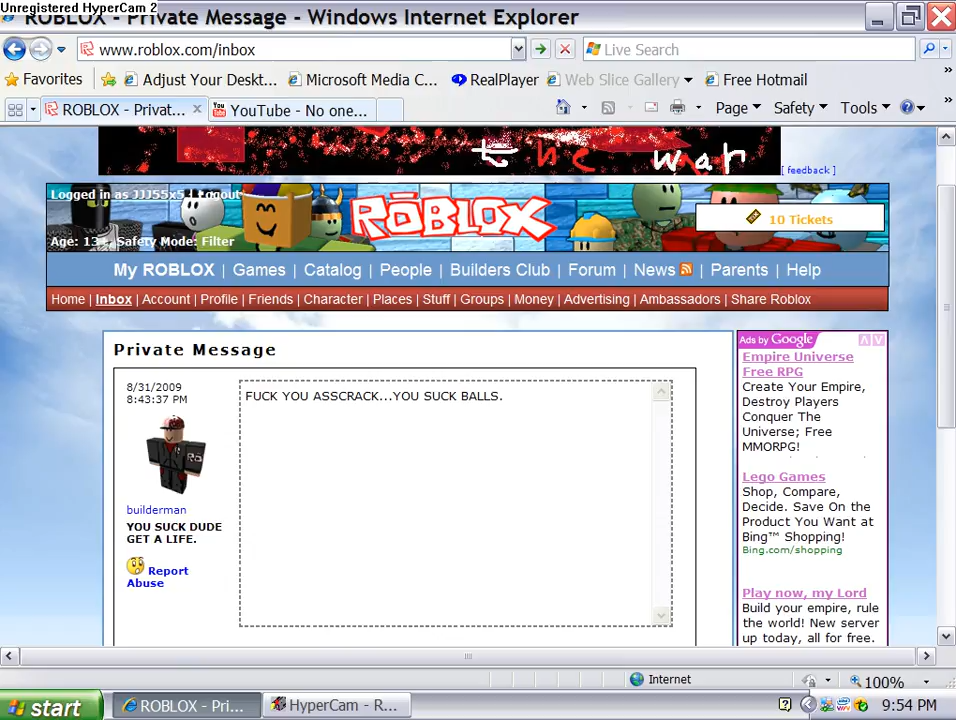 Unregistered HyperCam 2
ROBLOX - Private Message - Windows Internet Explorer
www.roblox.com/inbox
Live Search
Favorites
Adjust Your Deskt...
Microsoft Media C...
RealPlayer
Web Slice Gallery
Free Hotmail
ROBLOX - Privat...
YouTube - No one...
Page
Safety
Tools
the war
[ feedback ]
Logged in as JJJ55x5 | Logout
ROBLOX
10 Tickets
Age: 13+, Safety Mode: Filter
My ROBLOX | Games | Catalog | People | Builders Club | Forum | News | Parents | Help
Home | Inbox | Account | Profile | Friends | Character | Places | Stuff | Groups | Money | Advertising | Ambassadors | Share Roblox
Private Message
8/31/2009
8:43:37 PM
FUCK YOU ASSCRACK...YOU SUCK BALLS.
builderman
YOU SUCK DUDE
GET A LIFE.
Report
Abuse
Ads by Google
Empire Universe
Free RPG
Create Your Empire,
Destroy Players
Conquer The
Universe; Free
MMORPG!
Lego Games
Shop, Compare,
Decide. Save On the
Product You Want at
Bing™ Shopping!
Bing.com/shopping
Play now, my Lord
Build your empire, rule
the world! New server
up today, all for free.
Internet
100%
start
ROBLOX - Pri...
HyperCam - R...
9:54 PM